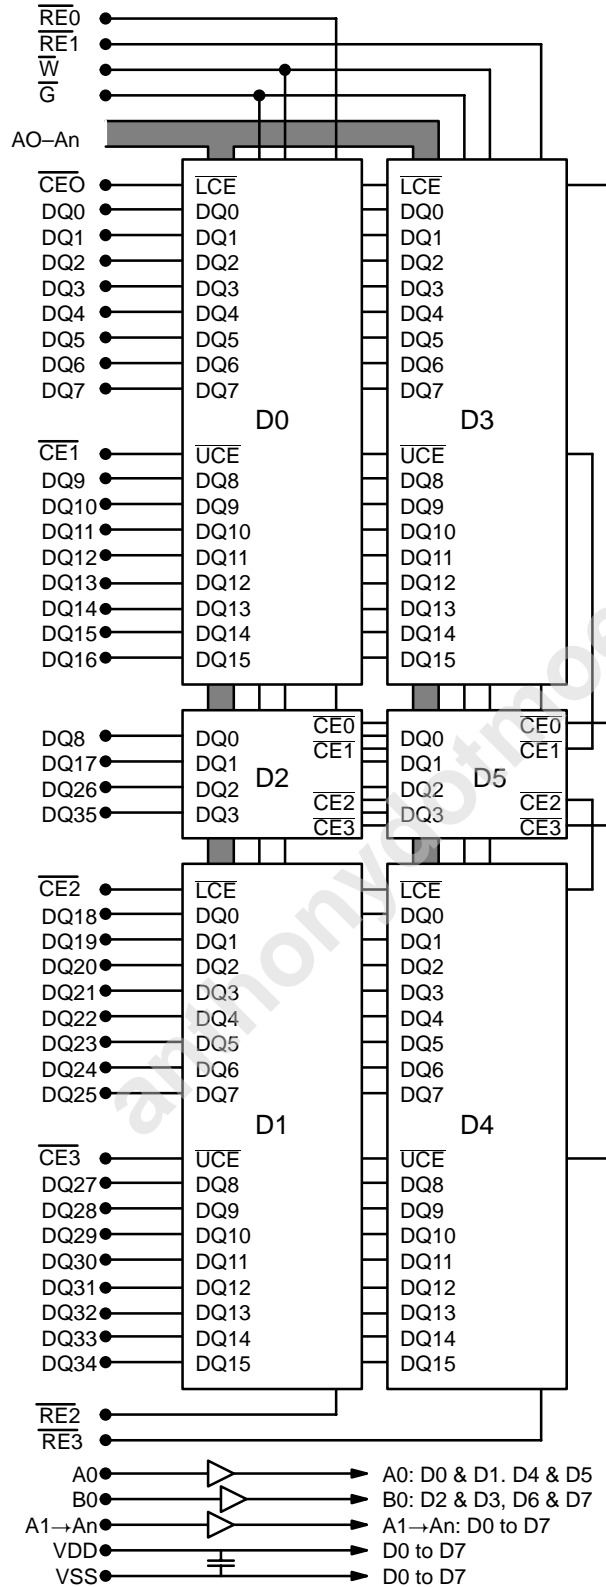 RE0
RE1
W
G
AO–An
CEO LCE LCE
DQ0 DQ0 DQ0
DQ1 DQ1 DQ1
DQ2 DQ2 DQ2
DQ3 DQ3 DQ3
DQ4 DQ4 DQ4
DQ5 DQ5 DQ5
DQ6 DQ6 DQ6
DQ7 DQ7 DQ7
D0 D3
CE1 UCE UCE
DQ9 DQ8 DQ8
DQ10 DQ9 DQ9
DQ11 DQ10 DQ10
DQ12 DQ11 DQ11
DQ13 DQ12 DQ12
DQ14 DQ13 DQ13
DQ15 DQ14 DQ14
DQ16 DQ15 DQ15
CE0 CE0
DQ8 DQ0 DQ0
CE1 CE1
DQ17 DQ1 DQ1
D2 D5
DQ26 DQ2 DQ2
CE2 CE2
DQ35 DQ3 DQ3
CE3 CE3
CE2 LCE LCE
DQ18 DQ0 DQ0
DQ19 DQ1 DQ1
DQ20 DQ2 DQ2
DQ21 DQ3 DQ3
DQ22 DQ4 DQ4
DQ23 DQ5 DQ5
DQ24 DQ6 DQ6
DQ25 DQ7 DQ7
D1 D4
CE3 UCE UCE
DQ27 DQ8 DQ8
DQ28 DQ9 DQ9
DQ29 DQ10 DQ10
DQ30 DQ11 DQ11
DQ31 DQ12 DQ12
DQ32 DQ13 DQ13
DQ33 DQ14 DQ14
DQ34 DQ15 DQ15
RE2
RE3
A0 A0: D0 & D1. D4 & D5
B0 B0: D2 & D3, D6 & D7
A1→An A1→An: D0 to D7
VDD D0 to D7
VSS D0 to D7